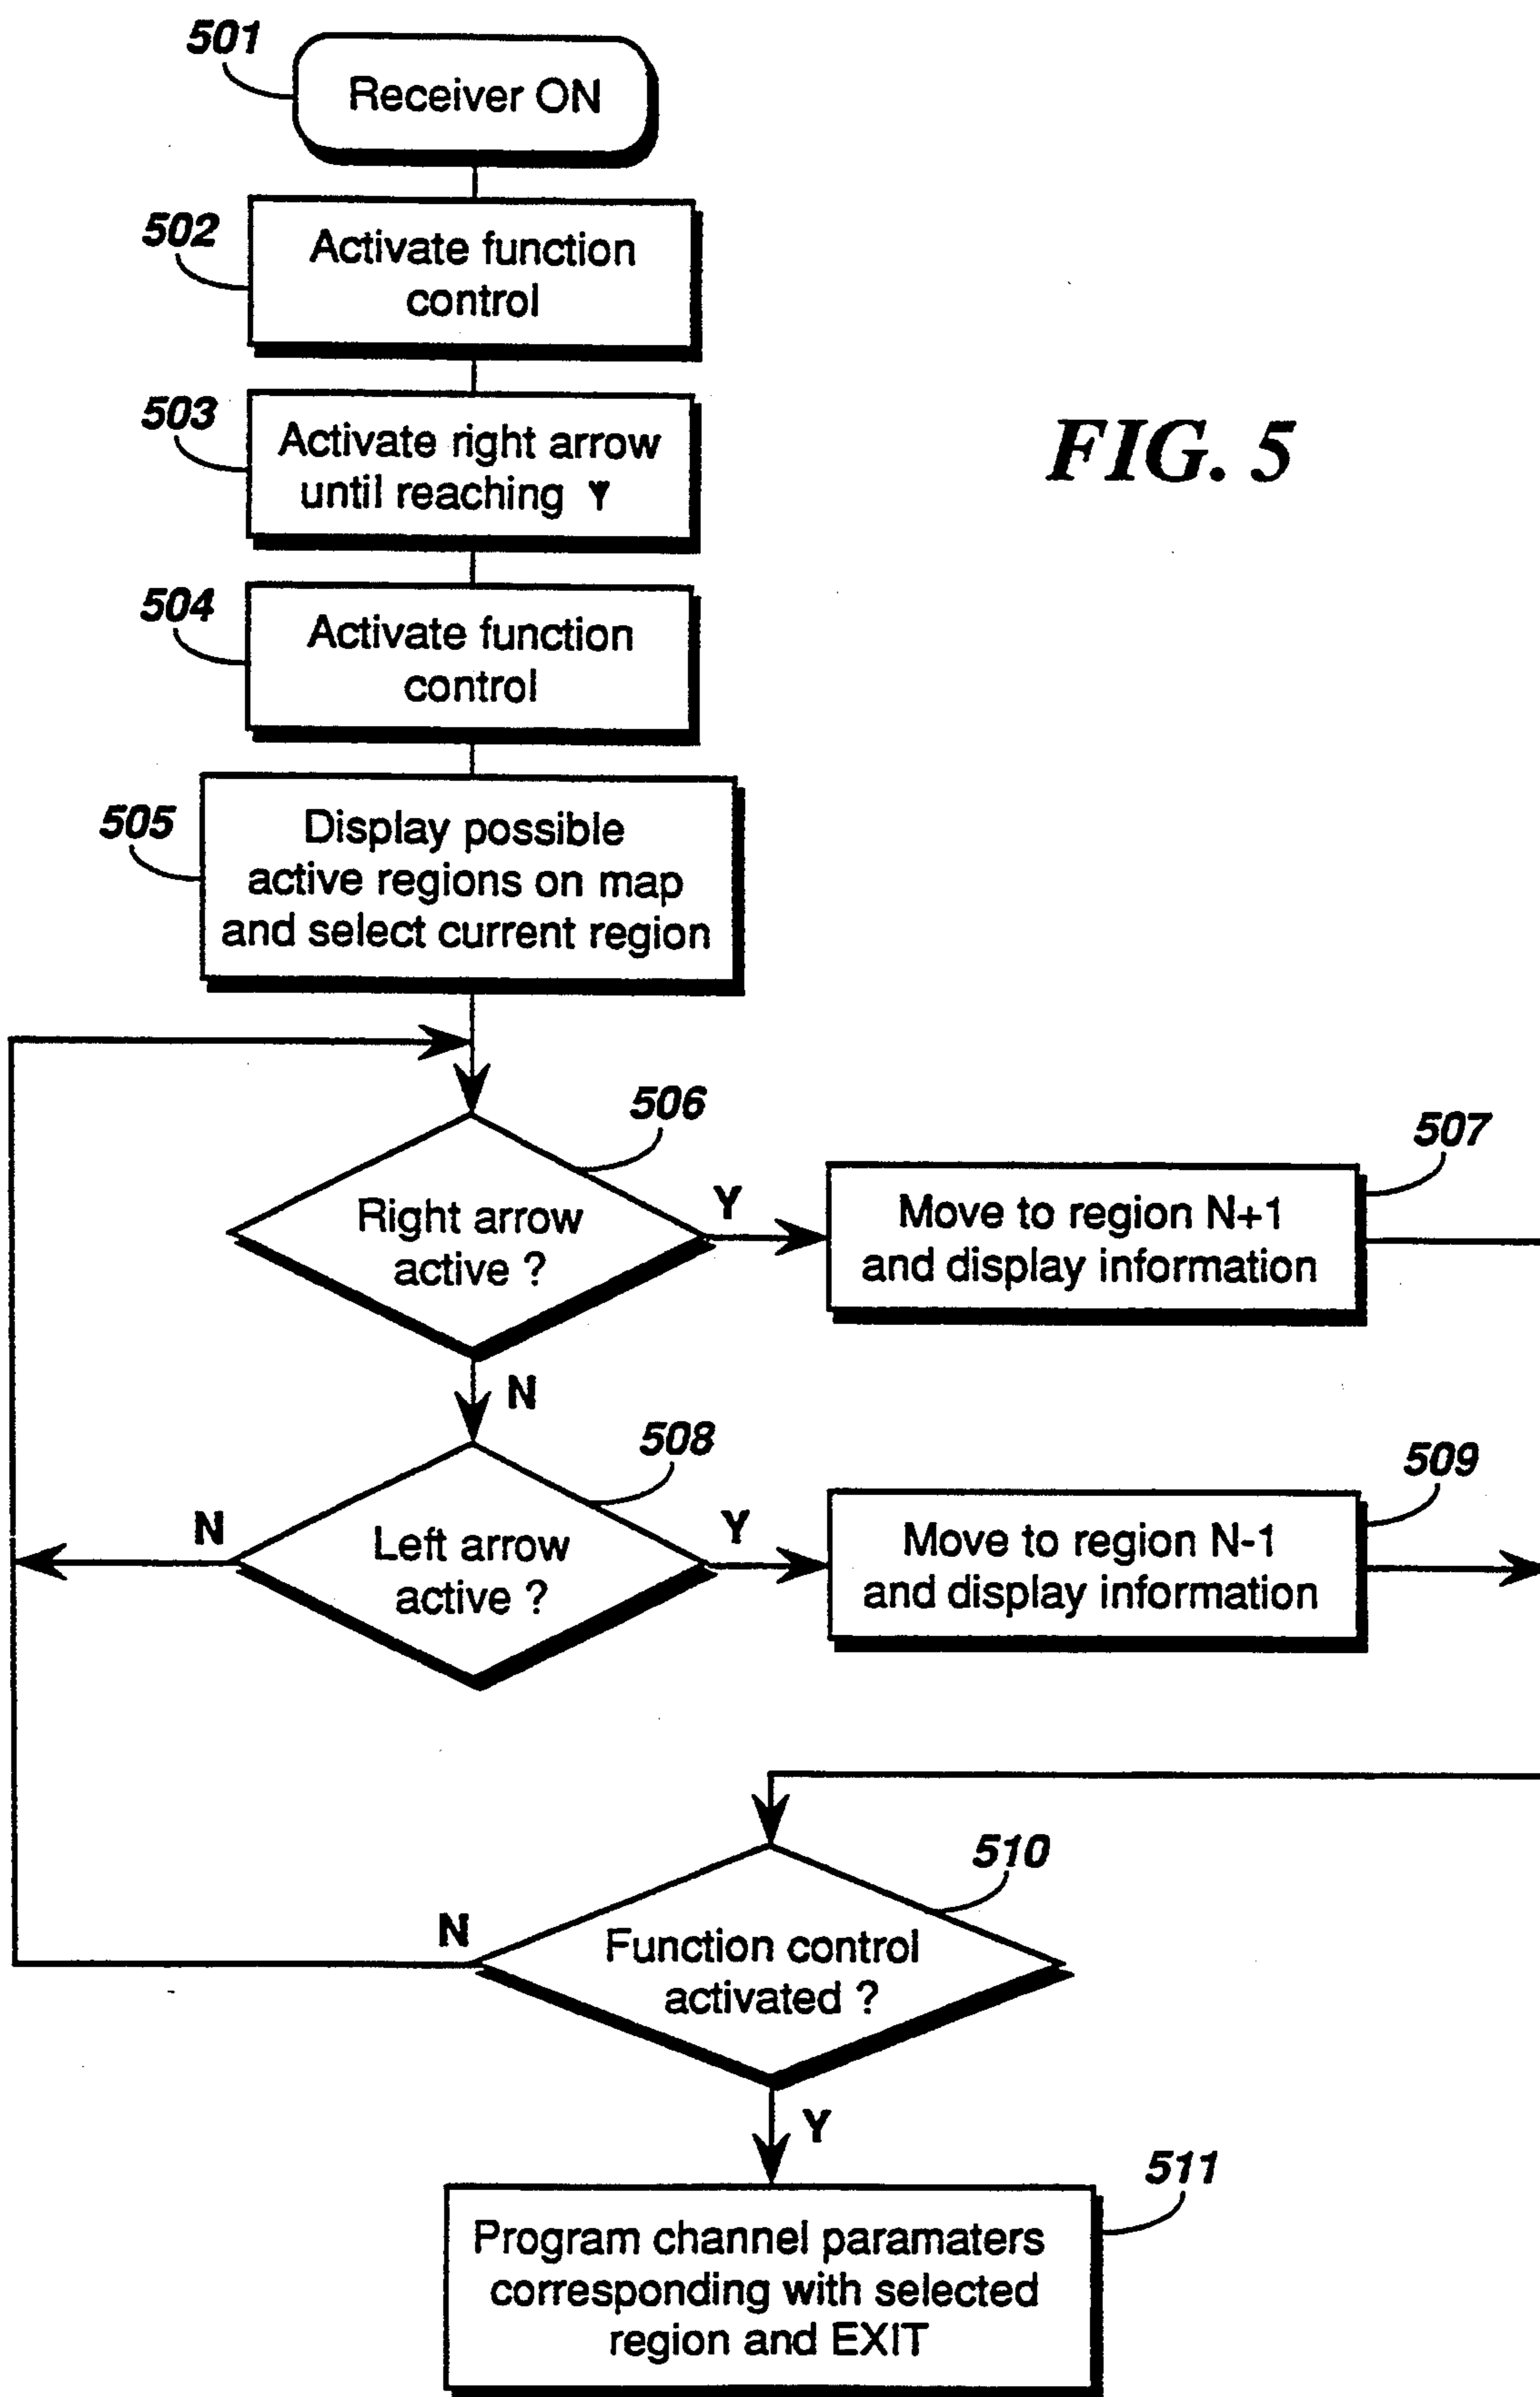 501
Receiver ON
502
Activate function
control
503
Activate right arrow
until reaching Y
FIG. 5
504
Activate function
control
505
Display possible
active regions on map
and select current region
506
Right arrow
active ?
Y
507
Move to region N+1
and display information
N
508
Left arrow
active ?
N
Y
509
Move to region N-1
and display information
510
Function control
activated ?
N
Y
511
Program channel paramaters
corresponding with selected
region and EXIT